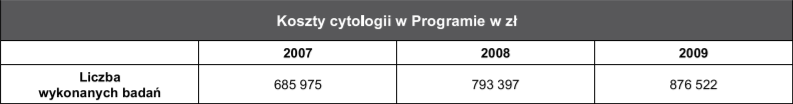 Koszty cytologii w Programie w zł
2007 2008 2009
Liczba
wykonanych badań 685 975 793 397 876 522